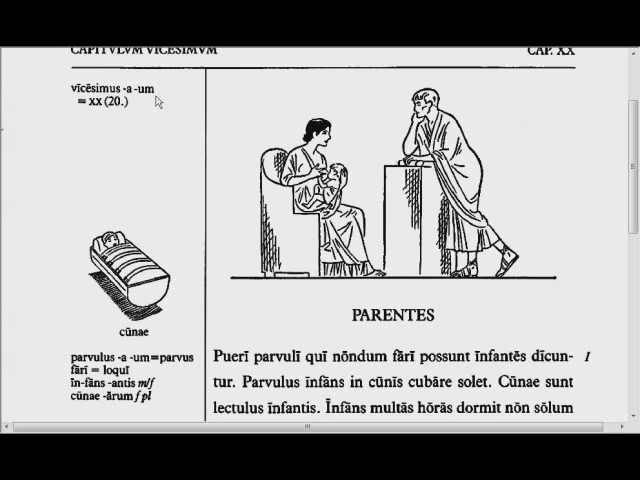 CAPITVLVM VICESIMVM
CAP. XX
vīcēsimus -a -um
= XX (20.)
cūnae
parvulus -a -um = parvus
fārī = loquī
īn-fāns -antis m/f
cūnae -ārum f pl
PARENTES
Puerī parvulī quī nōndum fārī possunt īnfantēs dīcun- 1
tur. Parvulus īnfāns in cūnīs cubāre solet. Cūnae sunt
lectulus īnfantis. Īnfāns multās hōrās dormit nōn sōlum